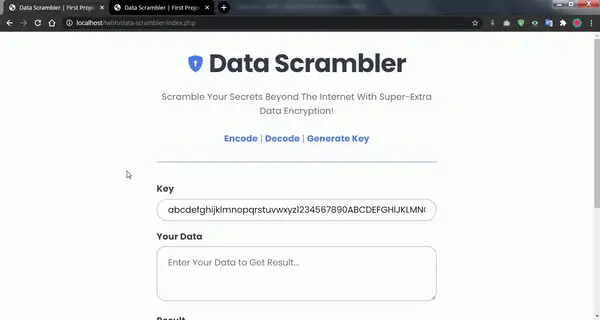 Data Scrambler | First Proje
Data Scrambler | First Proje
localhost/lwhh/data-scrambler/index.php
Data Scrambler
Scramble Your Secrets Beyond The Internet With Super-Extra
Data Encryption!
Encode | Decode | Generate Key
Key
abcdefghijklmnopqrstuvwxyz1234567890ABCDEFGHIJKLMN
Your Data
Enter Your Data to Get Result...
Result